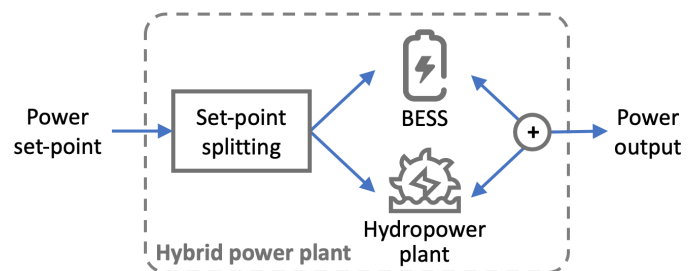 Power
set-point
Set-point
splitting
BESS
+
Power
output
Hydropower
plant
Hybrid power plant